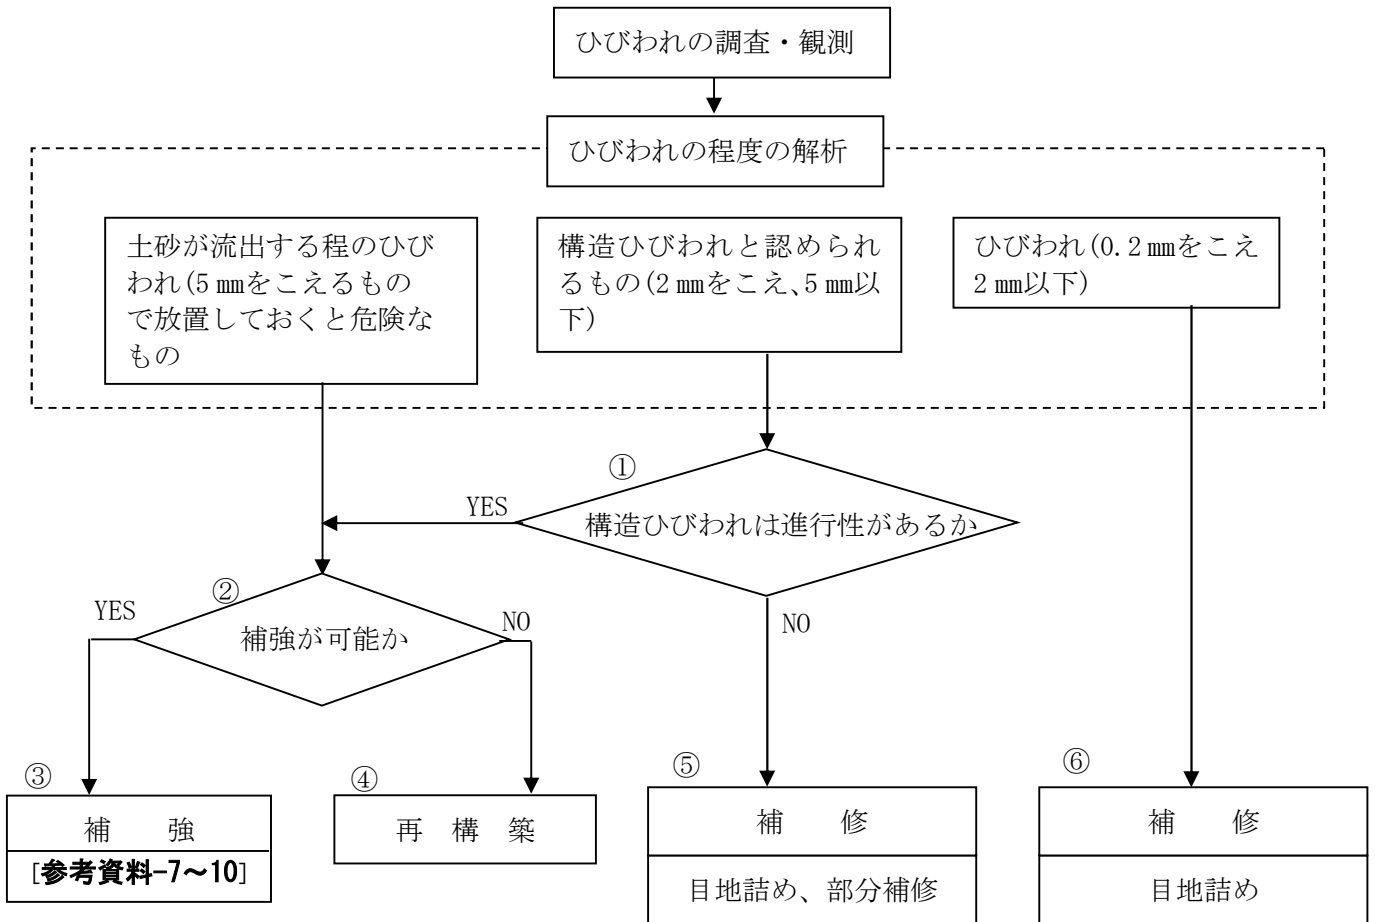 ひびわれの調査・観測
ひびわれの程度の解析
土砂が流出する程のひび
われ(5㎜をこえるもの
で放置しておくと危険な
もの
構造ひびわれと認められ
るもの(2㎜をこえ、5㎜以
下)
ひびわれ(0.2㎜をこえ
2㎜以下)
①
構造ひびわれは進行性があるか
YES
NO
②
補強が可能か
YES
NO
③
補 強
[参考資料-7～10]
④
再 構 築
⑤
補 修
目地詰め、部分補修
⑥
補 修
目地詰め